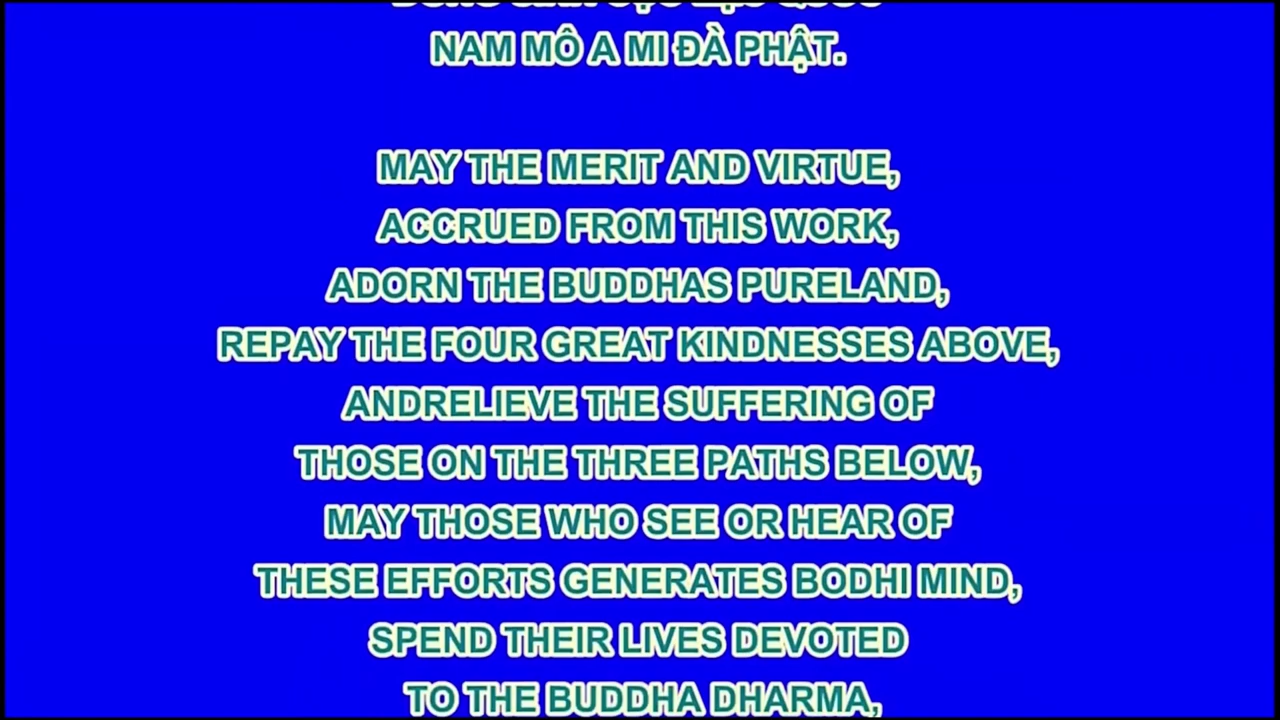 NAM MÔ A MI ĐÀ PHẬT.
MAY THE MERIT AND VIRTUE,
ACCRUED FROM THIS WORK,
ADORN THE BUDDHAS PURELAND,
REPAY THE FOUR GREAT KINDNESSES ABOVE,
ANDRELIEVE THE SUFFERING OF
THOSE ON THE THREE PATHS BELOW,
MAY THOSE WHO SEE OR HEAR OF
THESE EFFORTS GENERATES BODHI MIND,
SPEND THEIR LIVES DEVOTED
TO THE BUDDHA DHARMA,